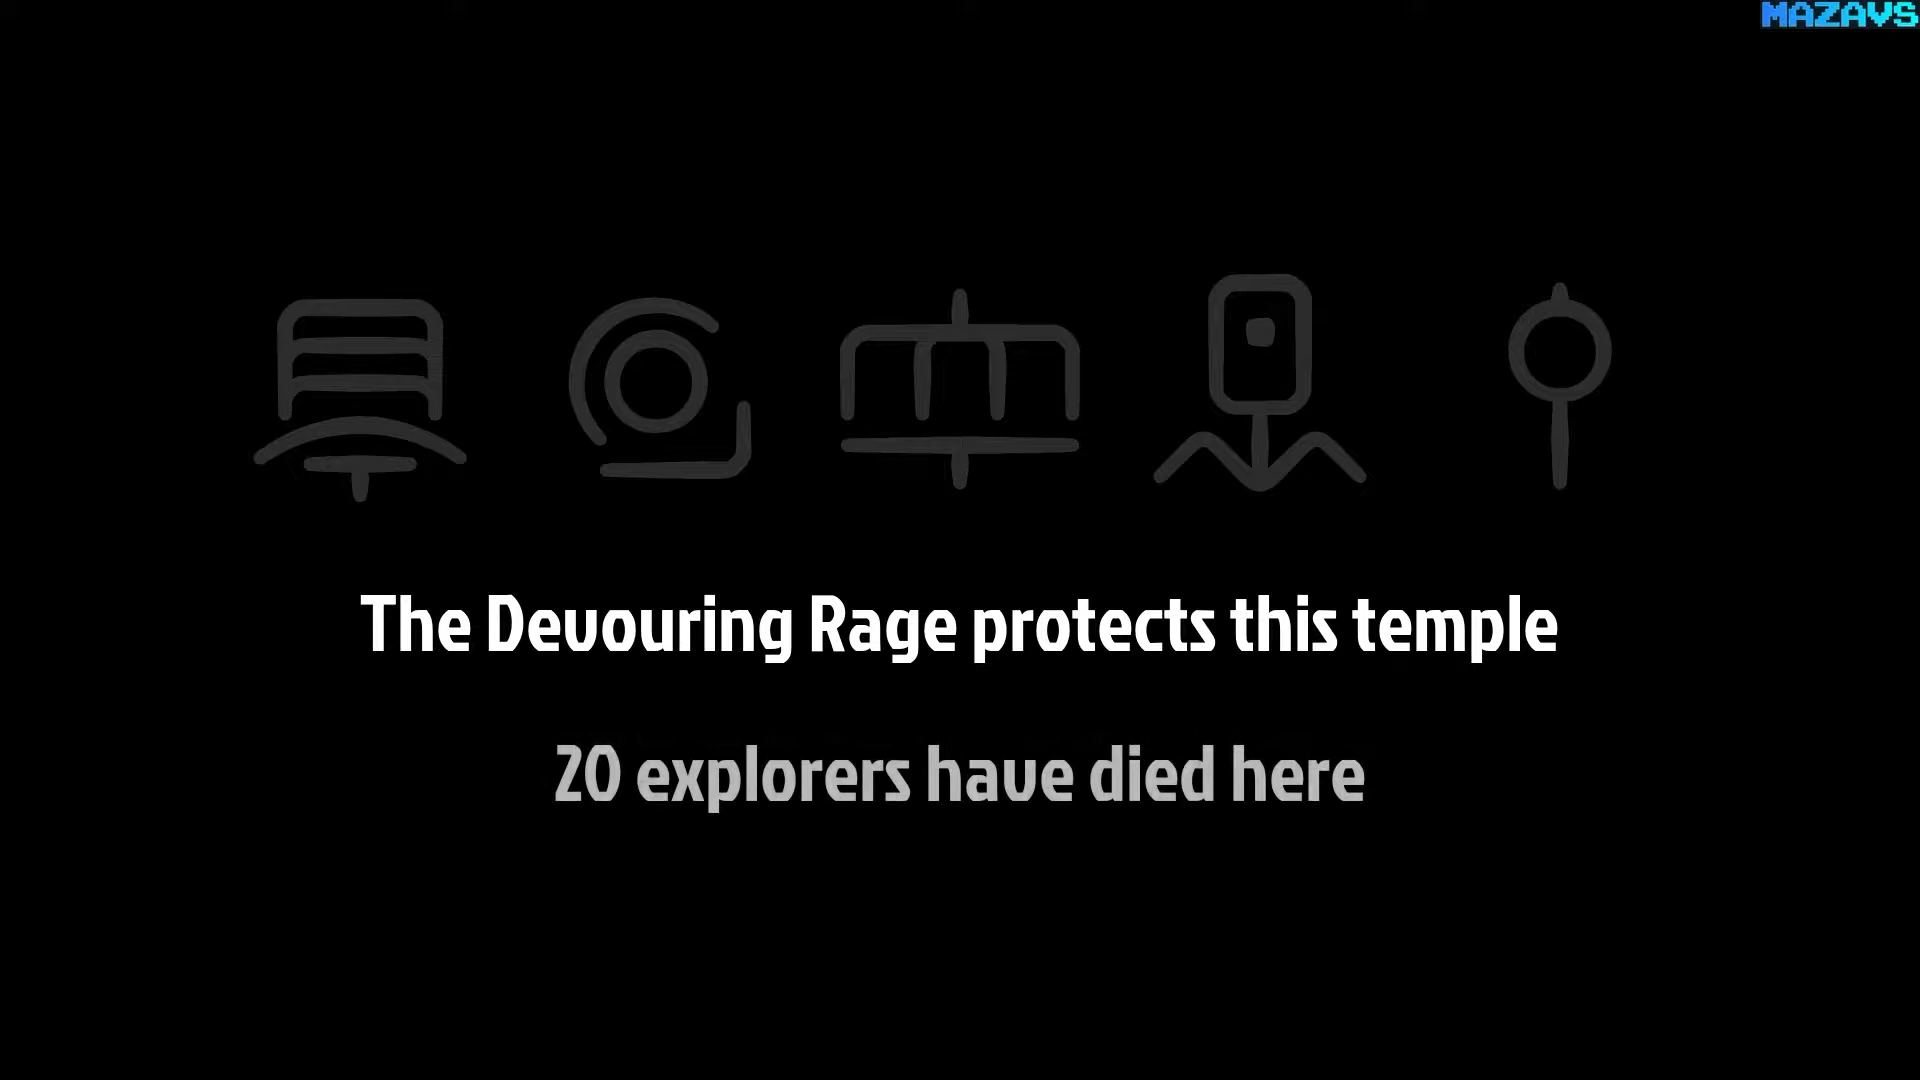 MAZAVS
The Devouring Rage protects this temple
20 explorers have died here